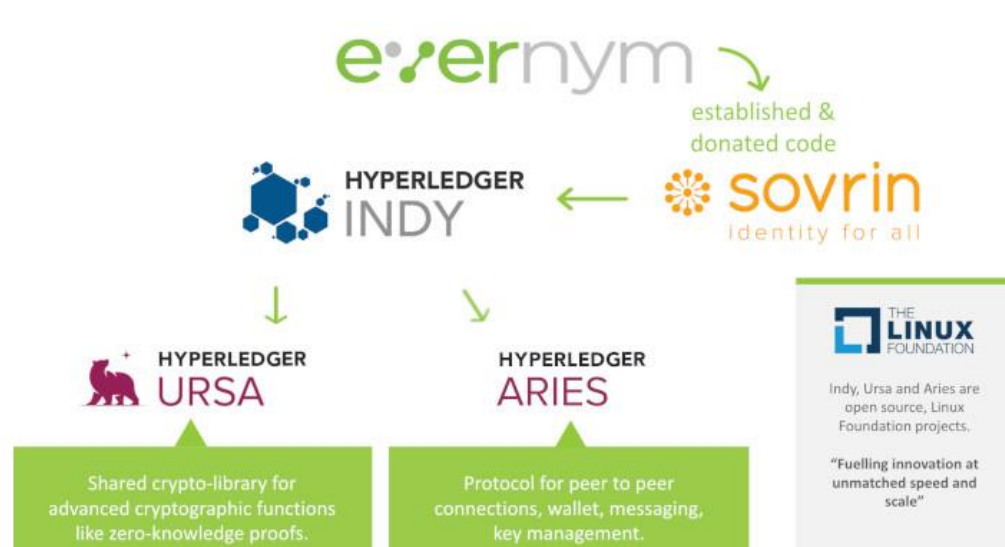 evernym
established &
donated code
HYPERLEDGER
INDY
sovrin
identity for all
HYPERLEDGER
URSA
HYPERLEDGER
ARIES
Shared crypto-library for
advanced cryptographic functions
like zero-knowledge proofs.
Protocol for peer to peer
connections, wallet, messaging,
key management.
THE
LINUX
FOUNDATION
Indy, Ursa and Aries are
open source, Linux
Foundation projects.
“Fuelling innovation at
unmatched speed and
scale”